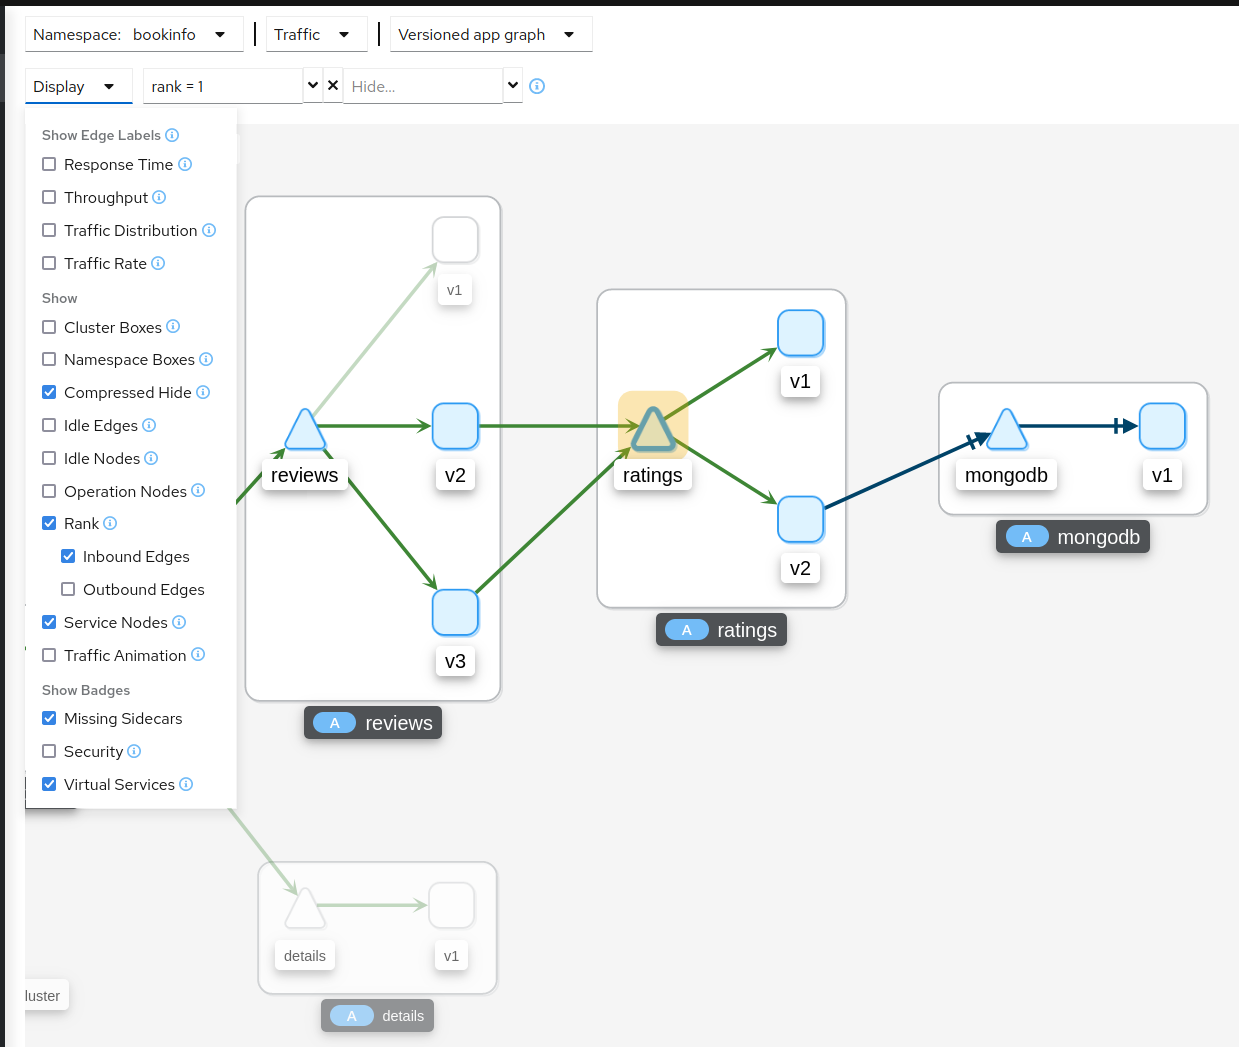 Namespace: bookinfo Traffic Versioned app graph
Display rank = 1 Hide...
Show Edge Labels
Response Time
Throughput
Traffic Distribution
Traffic Rate
Show
Cluster Boxes
Namespace Boxes
Compressed Hide
Idle Edges
Idle Nodes
Operation Nodes
Rank
Inbound Edges
Outbound Edges
Service Nodes
Traffic Animation
Show Badges
Missing Sidecars
Security
Virtual Services
v1
reviews
v2
v3
A reviews
v1
ratings
v2
A ratings
mongodb
v1
A mongodb
details
v1
A details
luster